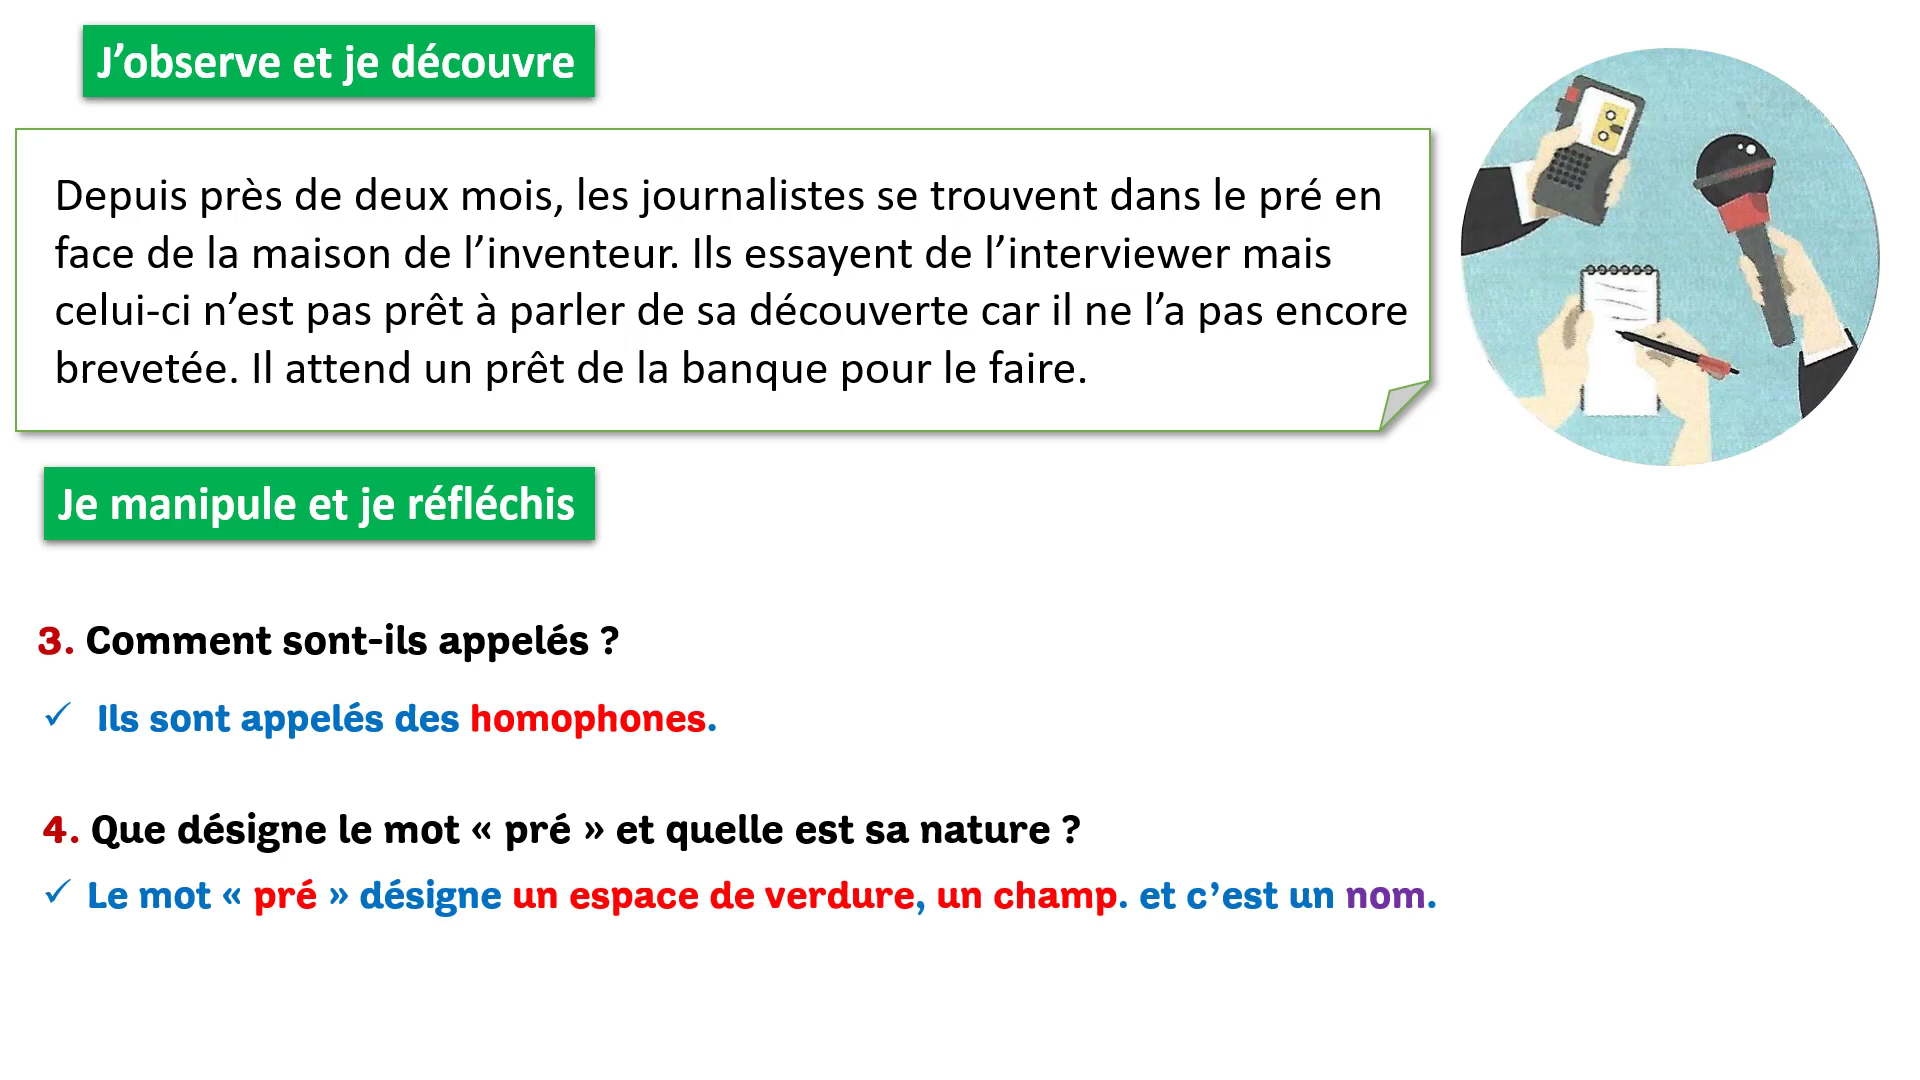 J’observe et je découvre
Depuis près de deux mois, les journalistes se trouvent dans le pré en
face de la maison de l’inventeur. Ils essayent de l’interviewer mais
celui-ci n’est pas prêt à parler de sa découverte car il ne l’a pas encore
brevetée. Il attend un prêt de la banque pour le faire.
Je manipule et je réfléchis
3. Comment sont-ils appelés ?
✓ Ils sont appelés des homophones.
4. Que désigne le mot « pré » et quelle est sa nature ?
✓ Le mot « pré » désigne un espace de verdure, un champ. et c’est un nom.